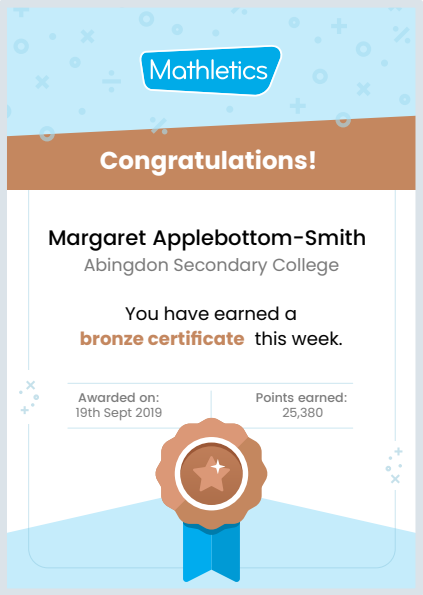 Mathletics
Congratulations!
Margaret Applebottom-Smith
Abingdon Secondary College
You have earned a
bronze certificate this week.
Awarded on:
19th Sept 2019
Points earned:
25,380